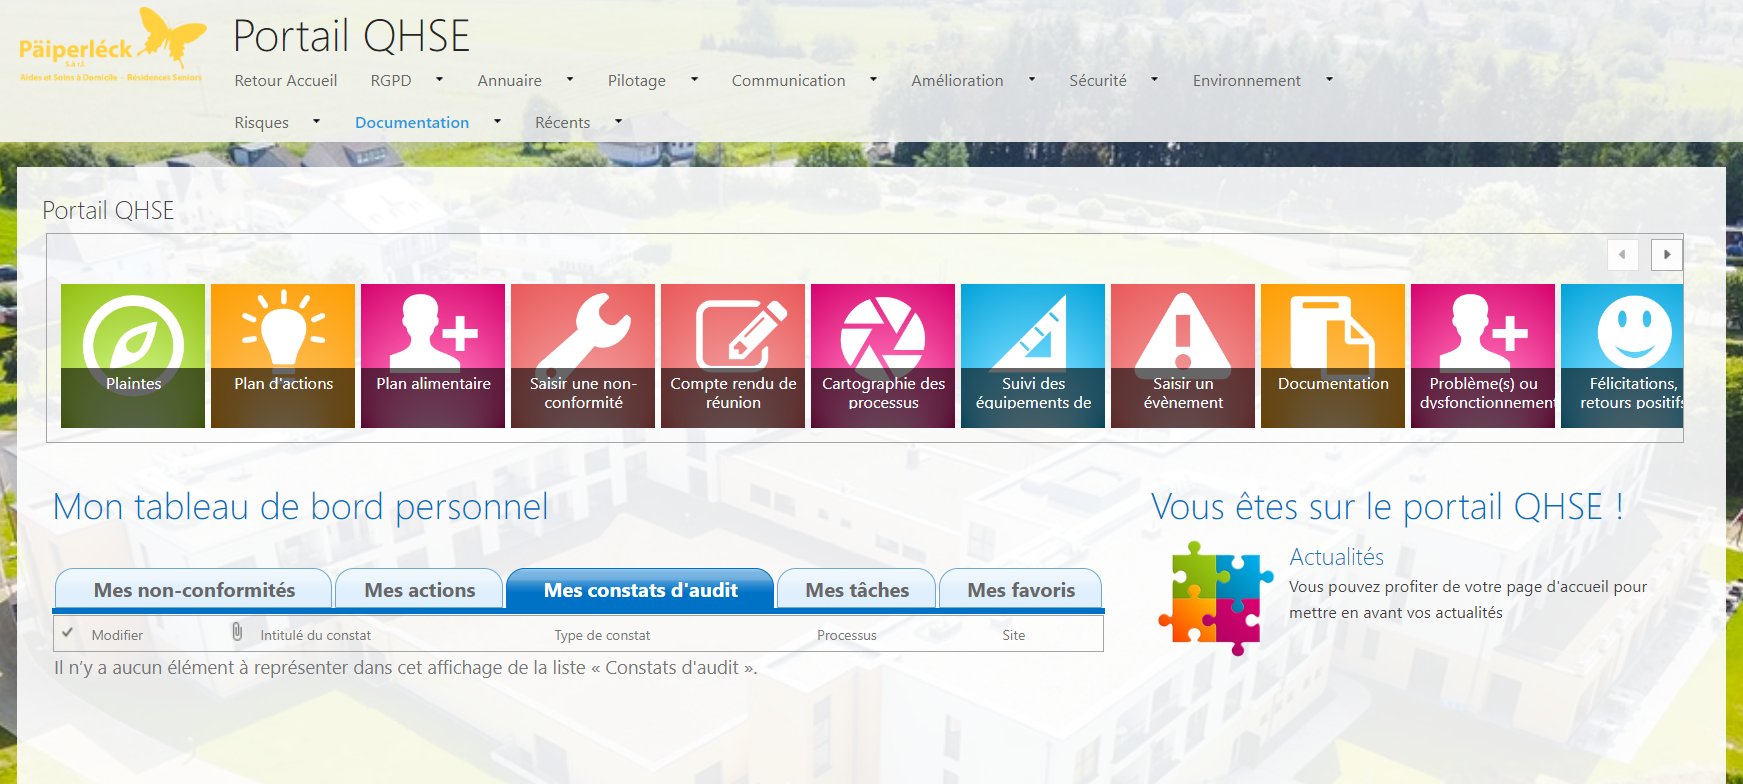 Päiperléck
S.à r.l
Aides et Soins à Domicile - Résidences Seniors
Portail QHSE
Retour Accueil RGPD Annuaire Pilotage Communication Amélioration Sécurité Environnement
Risques Documentation Récents
Portail QHSE
Plaintes
Plan d'actions
Plan alimentaire
Saisir une non-
conformité
Compte rendu de
réunion
Cartographie des
processus
Suivi des
équipements de
Saisir un
évènement
Documentation
Problème(s) ou
dysfonctionnement
Félicitations,
retours positifs
Mon tableau de bord personnel
Mes non-conformités Mes actions Mes constats d'audit Mes tâches Mes favoris
Modifier Intitulé du constat Type de constat Processus Site
Il n’y a aucun élément à représenter dans cet affichage de la liste « Constats d'audit ».
Vous êtes sur le portail QHSE !
Actualités
Vous pouvez profiter de votre page d'accueil pour
mettre en avant vos actualités